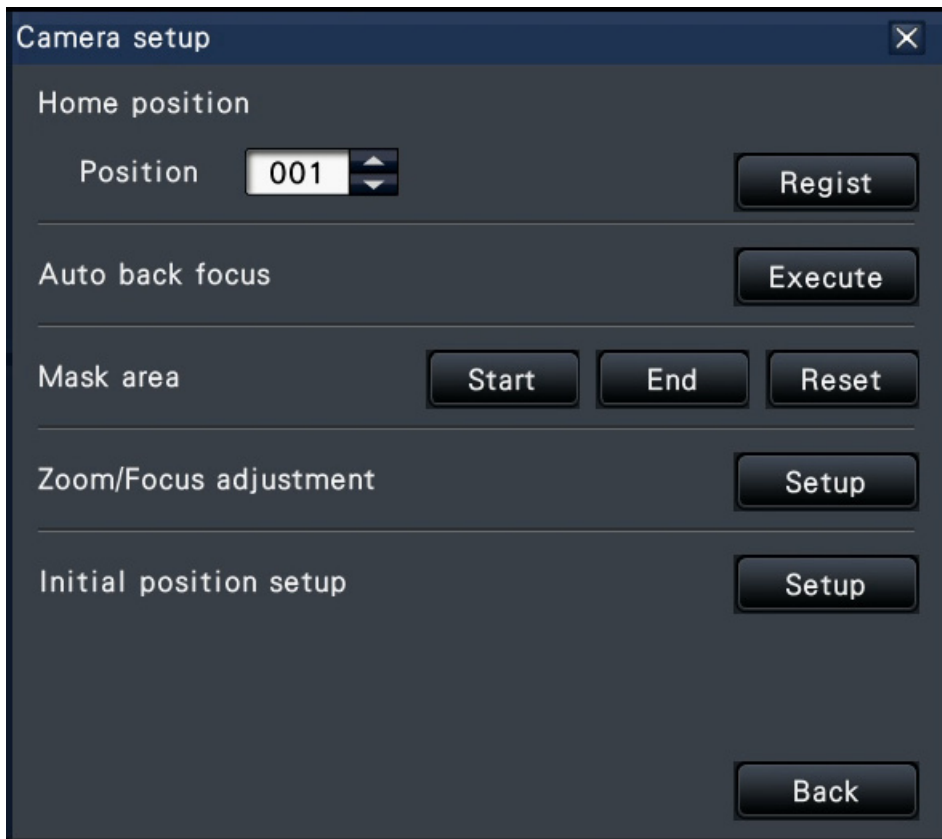 Camera setup
Home position
Position 001
Regist
Auto back focus Execute
Mask area Start End Reset
Zoom/Focus adjustment Setup
Initial position setup Setup
Back